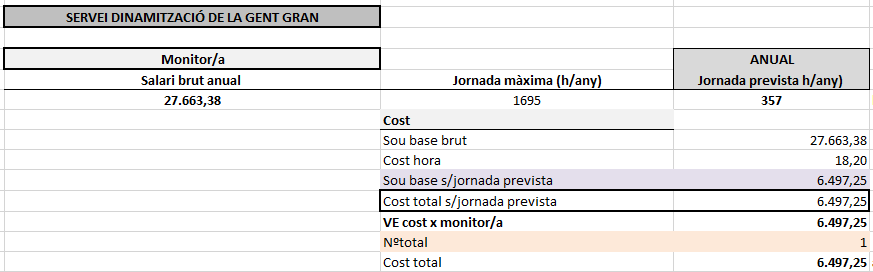 SERVEI DINAMITZACIÓ DE LA GENT GRAN
Monitor/a ANUAL
Salari brut anual Jornada màxima (h/any) Jornada prevista h/any)
27.663,38 1695 357
Cost
Sou base brut 27.663,38
Cost hora 18,20
Sou base s/jornada prevista 6.497,25
Cost total s/jornada prevista 6.497,25
VE cost x monitor/a 6.497,25
Nºtotal 1
Cost total 6.497,25